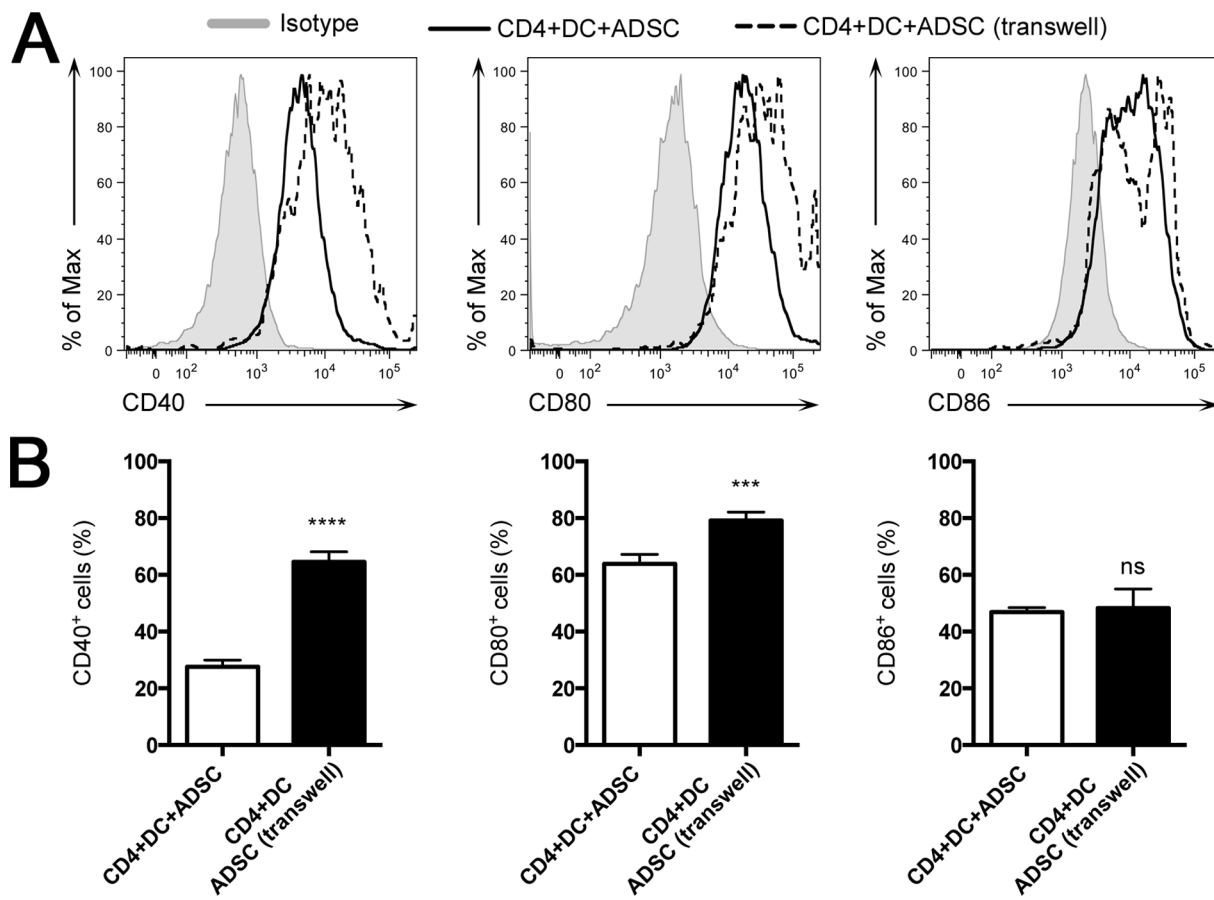 A
Isotype
CD4+DC+ADSC
CD4+DC+ADSC (transwell)
% of Max
100
80
60
40
20
0
0 10² 10³ 10⁴ 10⁵
CD40
% of Max
100
80
60
40
20
0
0 10² 10³ 10⁴ 10⁵
CD80
% of Max
100
80
60
40
20
0
0 10² 10³ 10⁴ 10⁵
CD86
B
CD40⁺ cells (%)
100
80
60
40
20
0
****
CD4+DC+ADSC
CD4+DC
ADSC (transwell)
CD80⁺ cells (%)
100
80
60
40
20
0
***
CD4+DC+ADSC
CD4+DC
ADSC (transwell)
CD86⁺ cells (%)
100
80
60
40
20
0
ns
CD4+DC+ADSC
CD4+DC
ADSC (transwell)